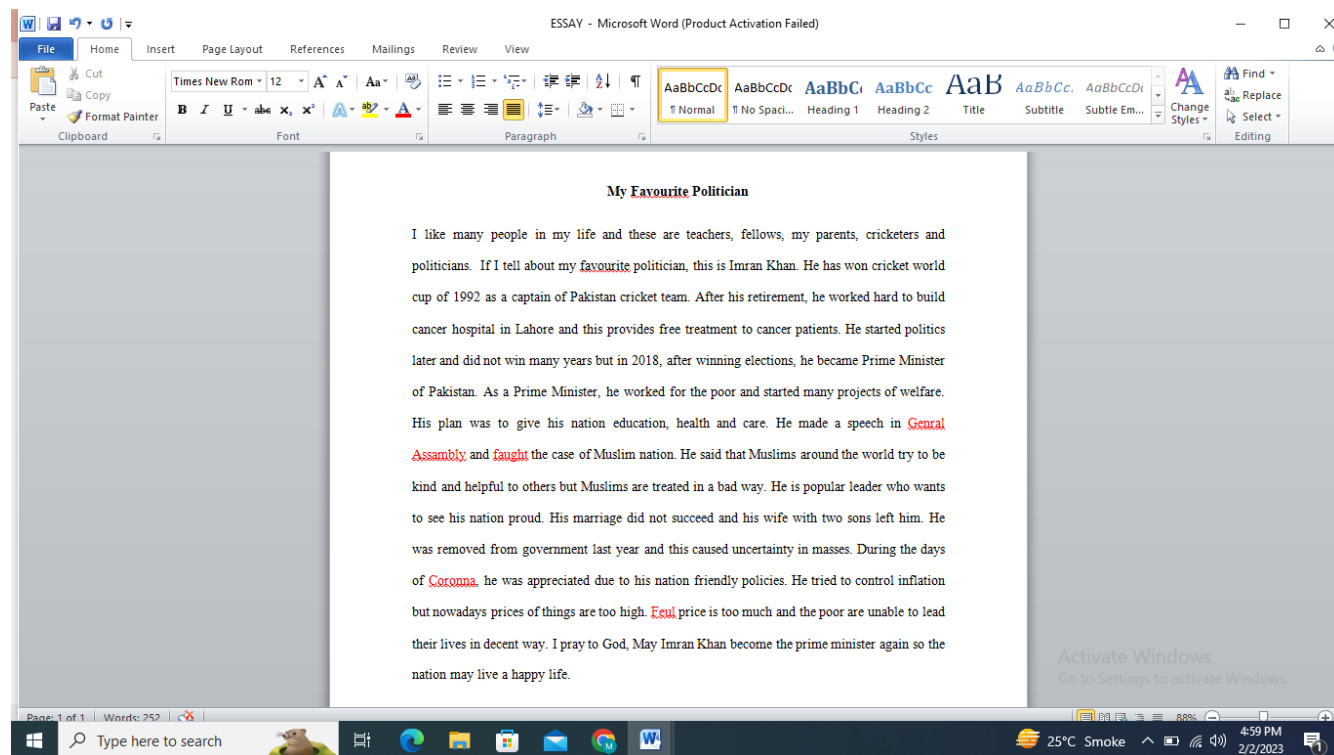 ESSAY - Microsoft Word (Product Activation Failed)
File Home Insert Page Layout References Mailings Review View
Paste
Cut
Copy
Format Painter
Clipboard
Times New Rom 12 A A Aa
B I U abc x₂ x² A ab A
Font
Paragraph
AaBbCcDc AaBbCcDc AaBbC AaBbCc AaB AaBbCc. AaBbCcDc
¶ Normal ¶ No Spaci... Heading 1 Heading 2 Title Subtitle Subtle Em...
Styles
Change Styles
Find
Replace
Select
Editing
My Favourite Politician
I like many people in my life and these are teachers, fellows, my parents, cricketers and
politicians. If I tell about my favourite politician, this is Imran Khan. He has won cricket world
cup of 1992 as a captain of Pakistan cricket team. After his retirement, he worked hard to build
cancer hospital in Lahore and this provides free treatment to cancer patients. He started politics
later and did not win many years but in 2018, after winning elections, he became Prime Minister
of Pakistan. As a Prime Minister, he worked for the poor and started many projects of welfare.
His plan was to give his nation education, health and care. He made a speech in Genral
Assambly and faught the case of Muslim nation. He said that Muslims around the world try to be
kind and helpful to others but Muslims are treated in a bad way. He is popular leader who wants
to see his nation proud. His marriage did not succeed and his wife with two sons left him. He
was removed from government last year and this caused uncertainty in masses. During the days
of Coronna, he was appreciated due to his nation friendly policies. He tried to control inflation
but nowadays prices of things are too high. Feul price is too much and the poor are unable to lead
their lives in decent way. I pray to God, May Imran Khan become the prime minister again so the
nation may live a happy life.
Activate Windows
Go to Settings to activate Windows.
Page: 1 of 1 Words: 252
88%
Type here to search
25°C Smoke
4:59 PM
2/2/2023